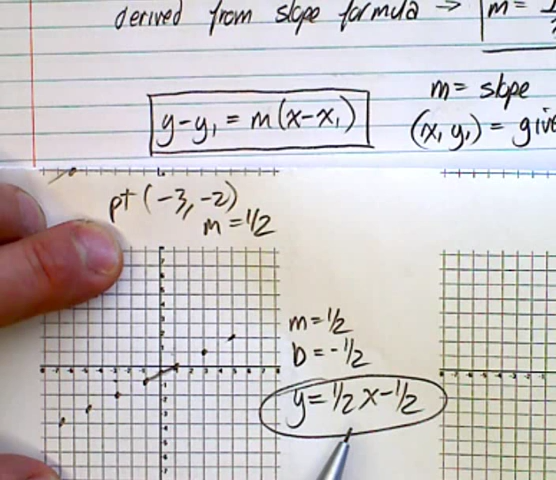 derived from slope formula → m =
m = slope
y-y₁ = m(x-x₁)
(x, y₁) =
pt (-3,-2)
m = 1/2
m = 1/2
b = -1/2
y = 1/2 x - 1/2